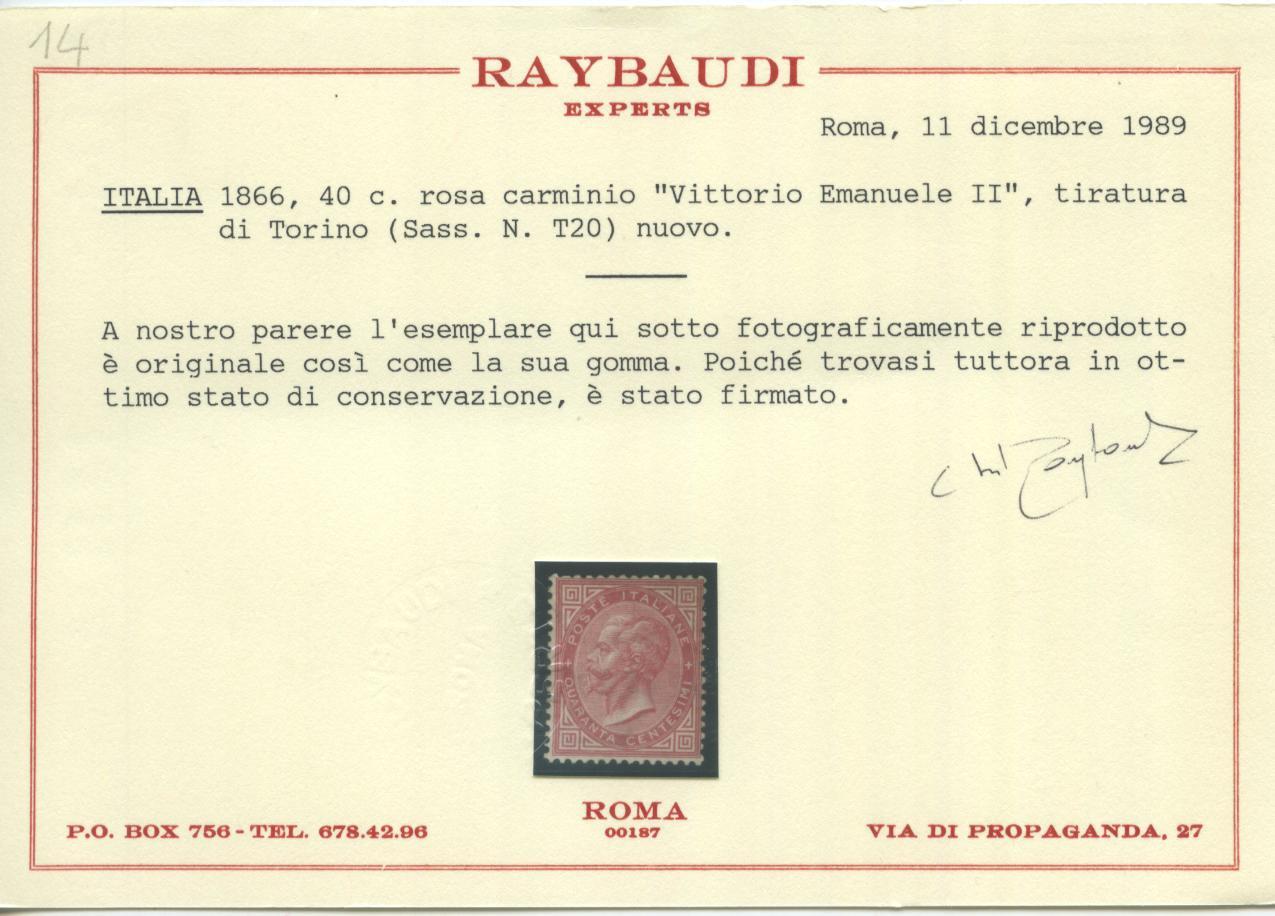 14
RAYBAUDI
EXPERTS
Roma, 11 dicembre 1989
ITALIA 1866, 40 c. rosa carminio "Vittorio Emanuele II", tiratura
di Torino (Sass. N. T20) nuovo.
A nostro parere l'esemplare qui sotto fotograficamente riprodotto
è originale così come la sua gomma. Poiché trovasi tuttora in ot-
timo stato di conservazione, è stato firmato.
POSTE ITALIANE
QUARANTA CENTESIMI
ROMA
00187
P.O. BOX 756 - TEL. 678.42.96
VIA DI PROPAGANDA, 27